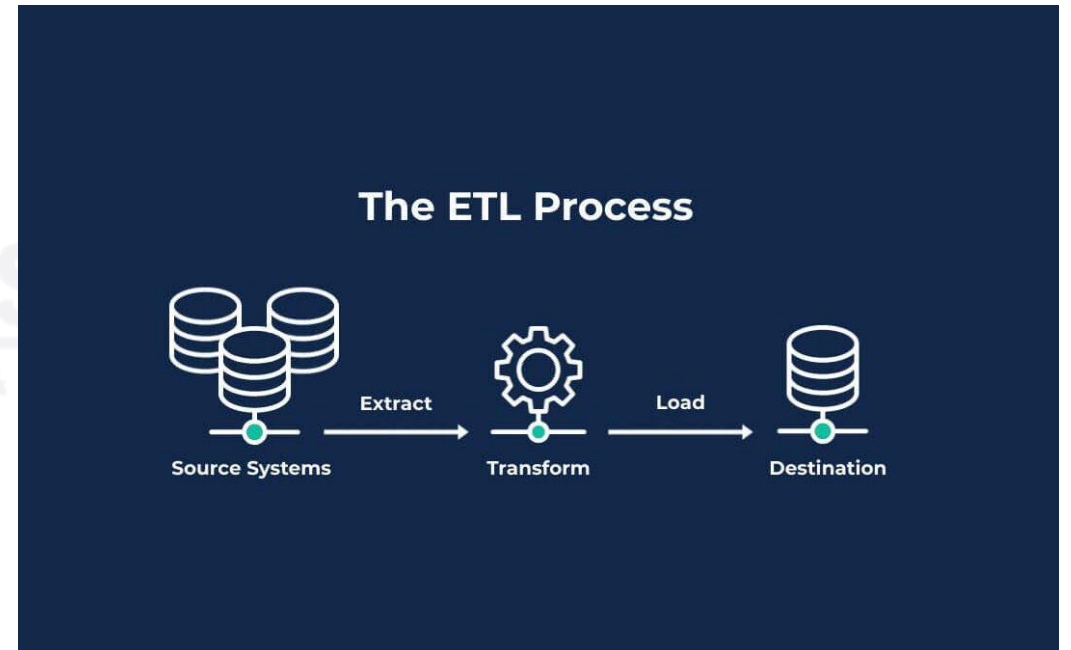 The ETL Process
Extract
Load
Source Systems
Transform
Destination